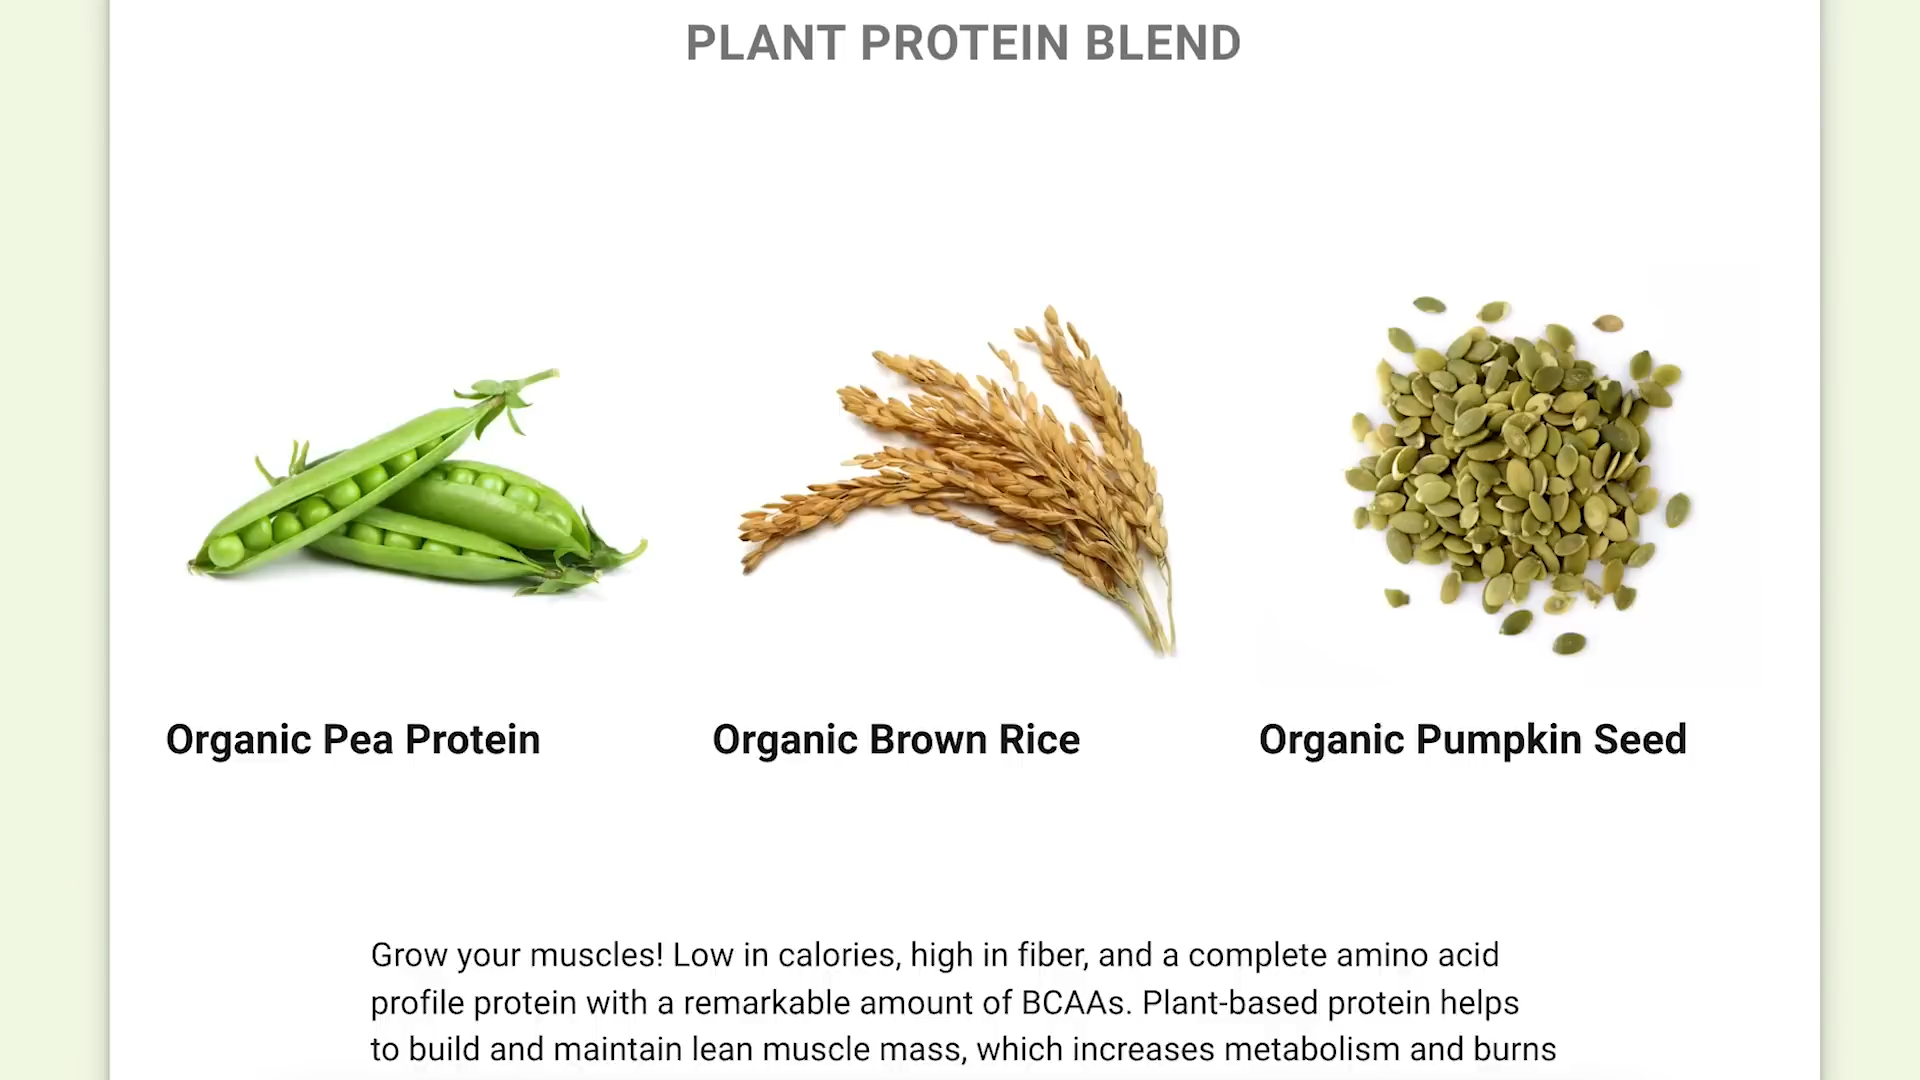 PLANT PROTEIN BLEND
Organic Pea Protein
Organic Brown Rice
Organic Pumpkin Seed
Grow your muscles! Low in calories, high in fiber, and a complete amino acid
profile protein with a remarkable amount of BCAAs. Plant-based protein helps
to build and maintain lean muscle mass, which increases metabolism and burns